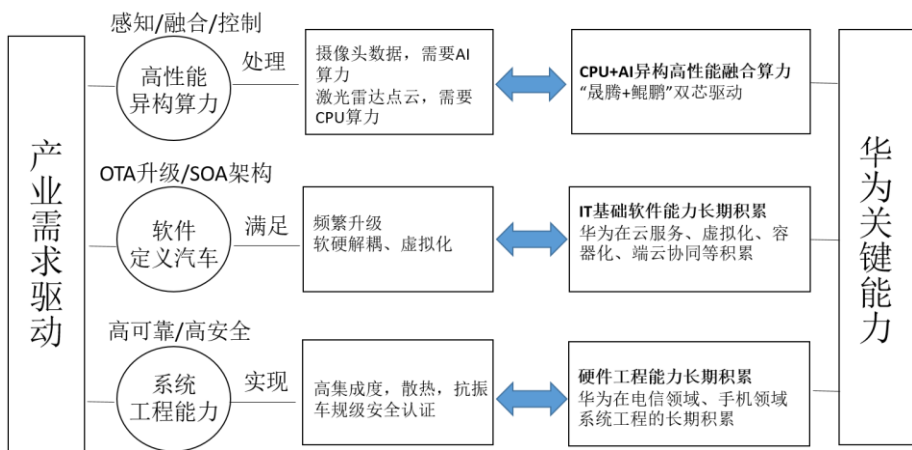 产业需求驱动
感知/融合/控制
高性能
异构算力
处理
摄像头数据，需要AI
算力
激光雷达点云，需要
CPU算力
CPU+AI异构高性能融合算力
“晟腾+鲲鹏”双芯驱动
OTA升级/SOA架构
软件
定义汽车
满足
频繁升级
软硬解耦、虚拟化
IT基础软件能力长期积累
华为在云服务、虚拟化、容
器化、端云协同等积累
高可靠/高安全
系统
工程能力
实现
高集成度，散热，抗振
车规级安全认证
硬件工程能力长期积累
华为在电信领域、手机领域
系统工程的长期积累
华为关键能力